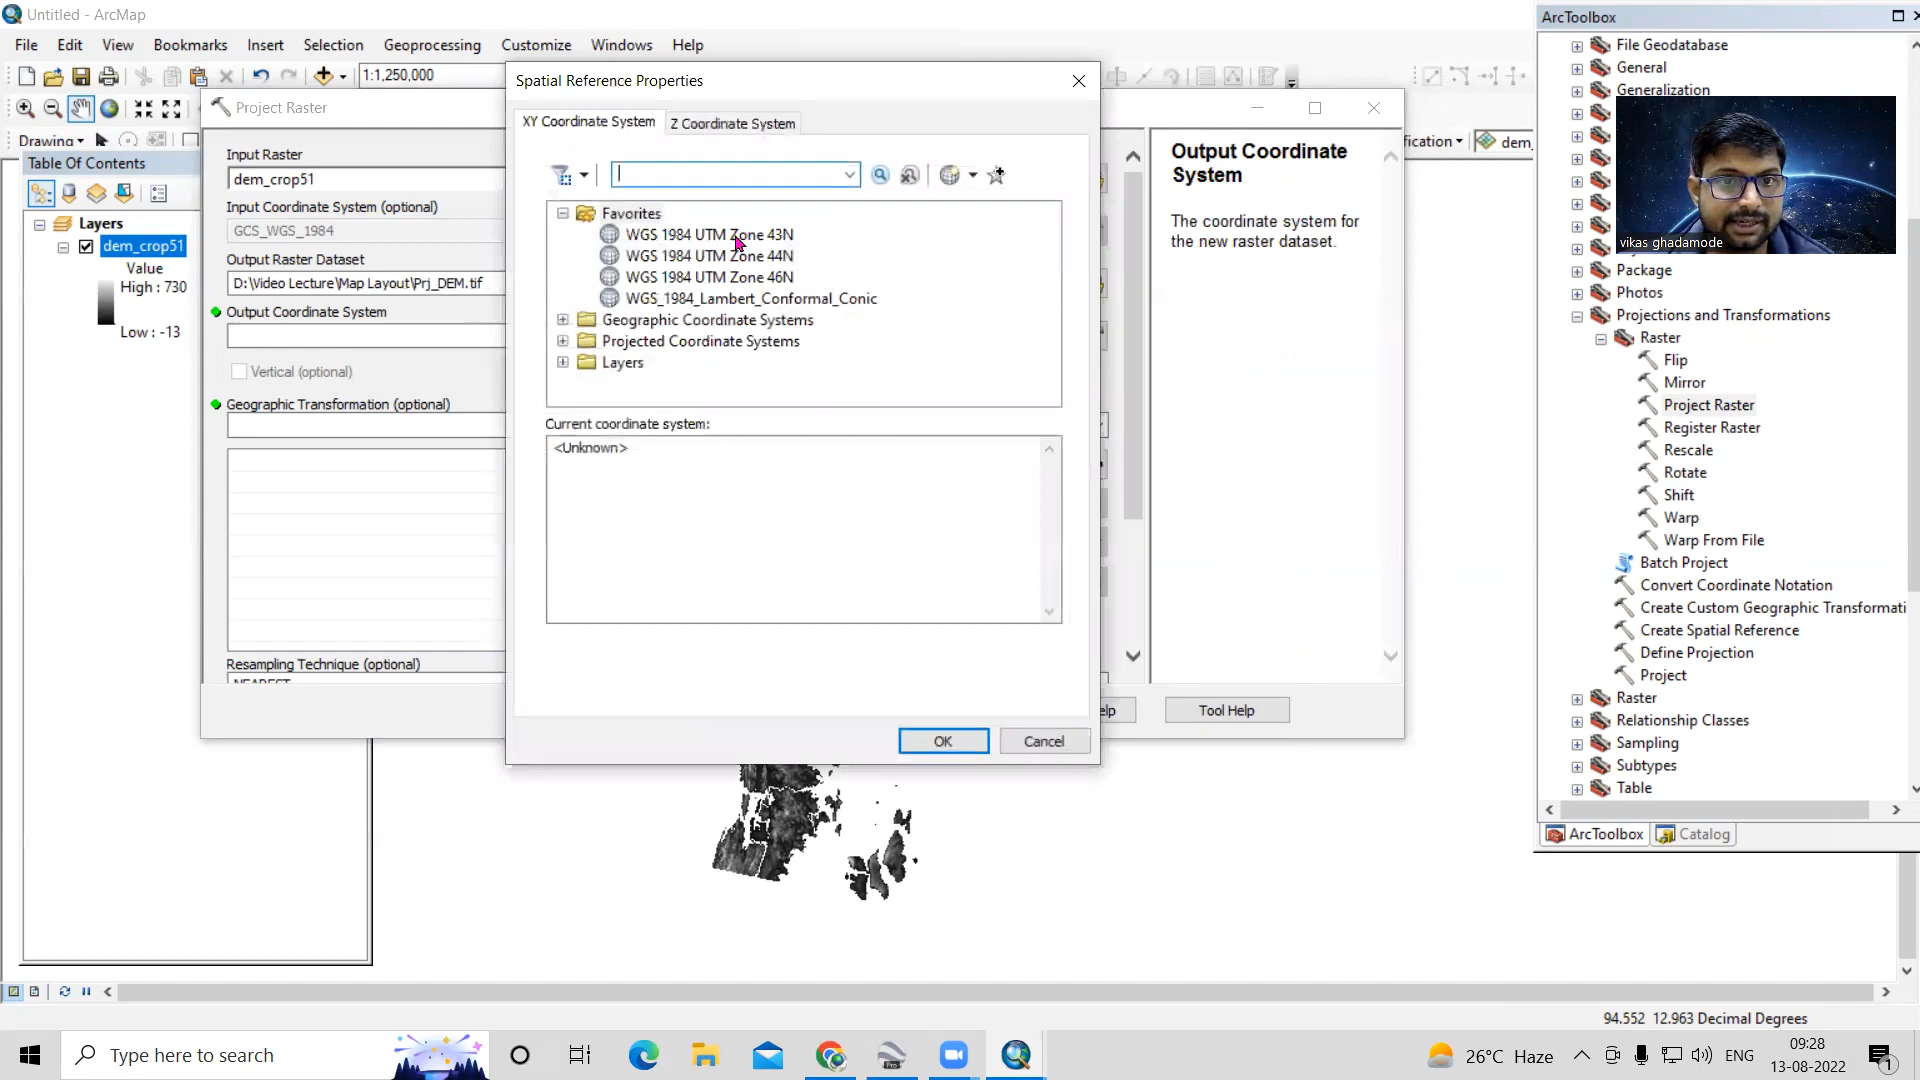 Untitled - ArcMap
File Edit View Bookmarks Insert Selection Geoprocessing Customize Windows Help
1:1,250,000
Drawing
Table Of Contents
Layers
dem_crop51
Value
High : 730
Low : -13
Project Raster
Input Raster
dem_crop51
Input Coordinate System (optional)
GCS_WGS_1984
Output Raster Dataset
D:\Video Lecture\Map Layout\Prj_DEM.tif
Output Coordinate System
Vertical (optional)
Geographic Transformation (optional)
Resampling Technique (optional)
NEAREST
Spatial Reference Properties
XY Coordinate System
Z Coordinate System
Favorites
WGS 1984 UTM Zone 43N
WGS 1984 UTM Zone 44N
WGS 1984 UTM Zone 46N
WGS_1984_Lambert_Conformal_Conic
Geographic Coordinate Systems
Projected Coordinate Systems
Layers
Current coordinate system:
<Unknown>
OK
Cancel
Output Coordinate
System
The coordinate system for
the new raster dataset.
elp
Tool Help
fication
dem_
ArcToolbox
File Geodatabase
General
Generalization
vikas ghadamode
Package
Photos
Projections and Transformations
Raster
Flip
Mirror
Project Raster
Register Raster
Rescale
Rotate
Shift
Warp
Warp From File
Batch Project
Convert Coordinate Notation
Create Custom Geographic Transformati
Create Spatial Reference
Define Projection
Project
Raster
Relationship Classes
Sampling
Subtypes
Table
ArcToolbox
Catalog
94.552 12.963 Decimal Degrees
Type here to search
Pro
26°C Haze
ENG
09:28
13-08-2022
1